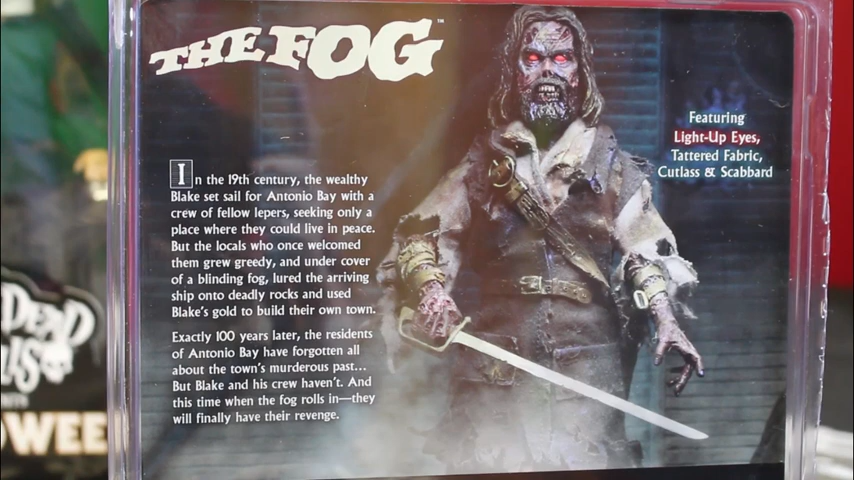 THE FOG™
Featuring
Light-Up Eyes,
Tattered Fabric,
Cutlass & Scabbard
In the 19th century, the wealthy
Blake set sail for Antonio Bay with a
crew of fellow lepers, seeking only a
place where they could live in peace.
But the locals who once welcomed
them grew greedy, and under cover
of a blinding fog, lured the arriving
ship onto deadly rocks and used
Blake's gold to build their own town.
Exactly 100 years later, the residents
of Antonio Bay have forgotten all
about the town's murderous past...
But Blake and his crew haven't. And
this time when the fog rolls in—they
will finally have their revenge.
DEAD
WEE